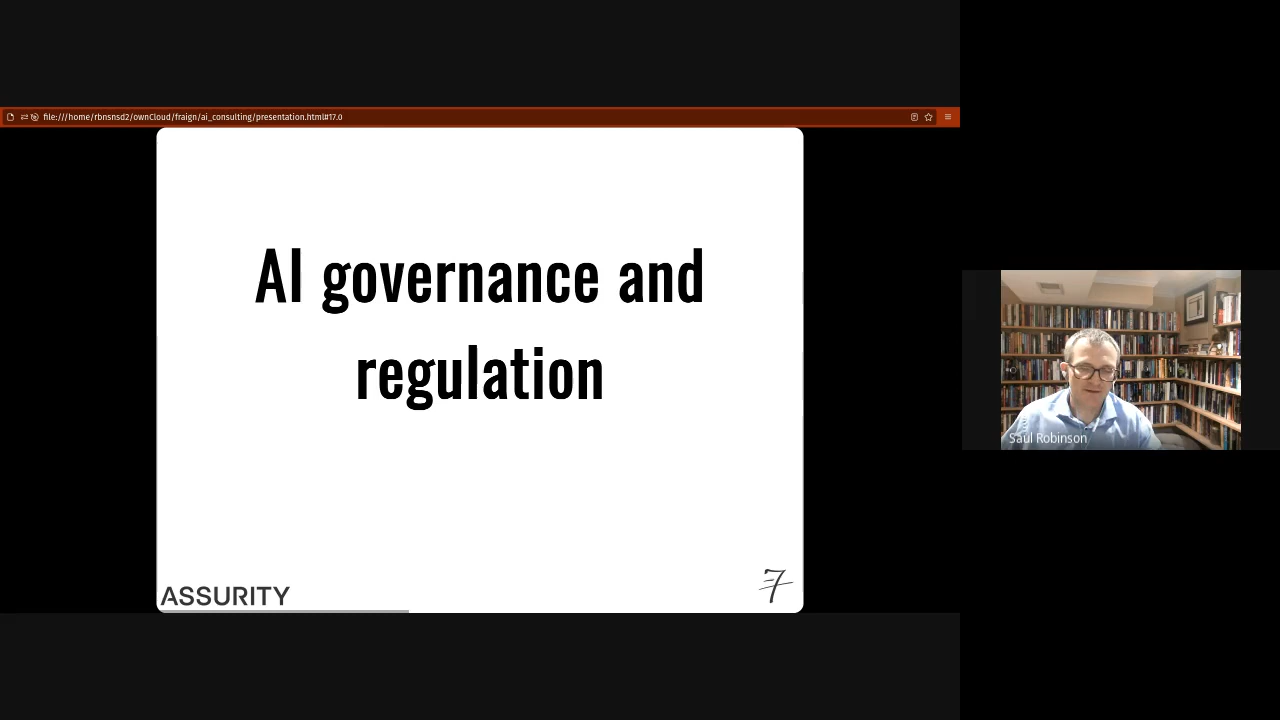 file:///home/rbnsnsd2/ownCloud/fraign/ai_consulting/presentation.html#17.0
AI governance and
regulation
ASSURITY
Saul Robinson